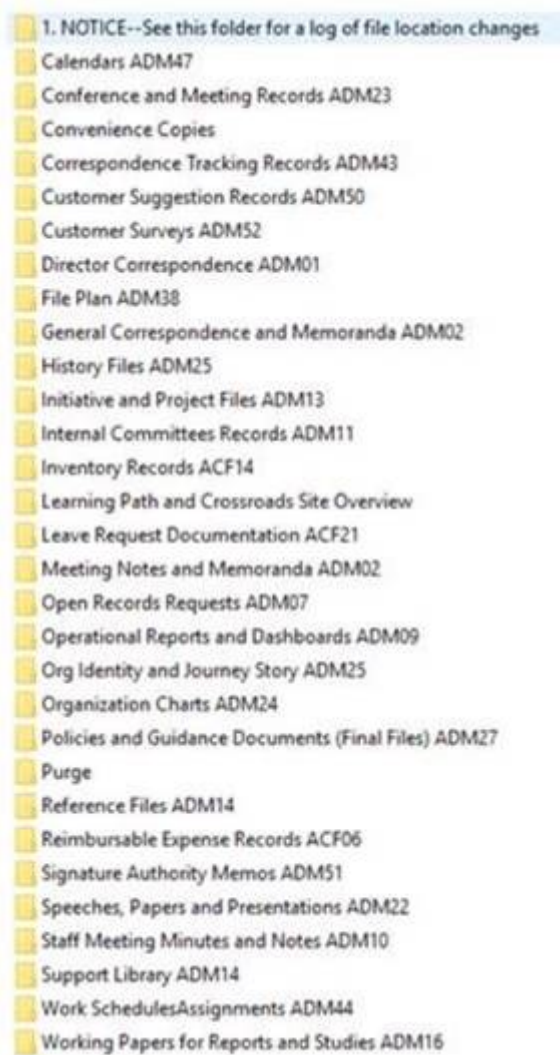 1. NOTICE--See this folder for a log of file location changes
Calendars ADM47
Conference and Meeting Records ADM23
Convenience Copies
Correspondence Tracking Records ADM43
Customer Suggestion Records ADM50
Customer Surveys ADM52
Director Correspondence ADM01
File Plan ADM38
General Correspondence and Memoranda ADM02
History Files ADM25
Initiative and Project Files ADM13
Internal Committees Records ADM11
Inventory Records ACF14
Learning Path and Crossroads Site Overview
Leave Request Documentation ACF21
Meeting Notes and Memoranda ADM02
Open Records Requests ADM07
Operational Reports and Dashboards ADM09
Org Identity and Journey Story ADM25
Organization Charts ADM24
Policies and Guidance Documents (Final Files) ADM27
Purge
Reference Files ADM14
Reimbursable Expense Records ACF06
Signature Authority Memos ADM51
Speeches, Papers and Presentations ADM22
Staff Meeting Minutes and Notes ADM10
Support Library ADM14
Work SchedulesAssignments ADM44
Working Papers for Reports and Studies ADM16